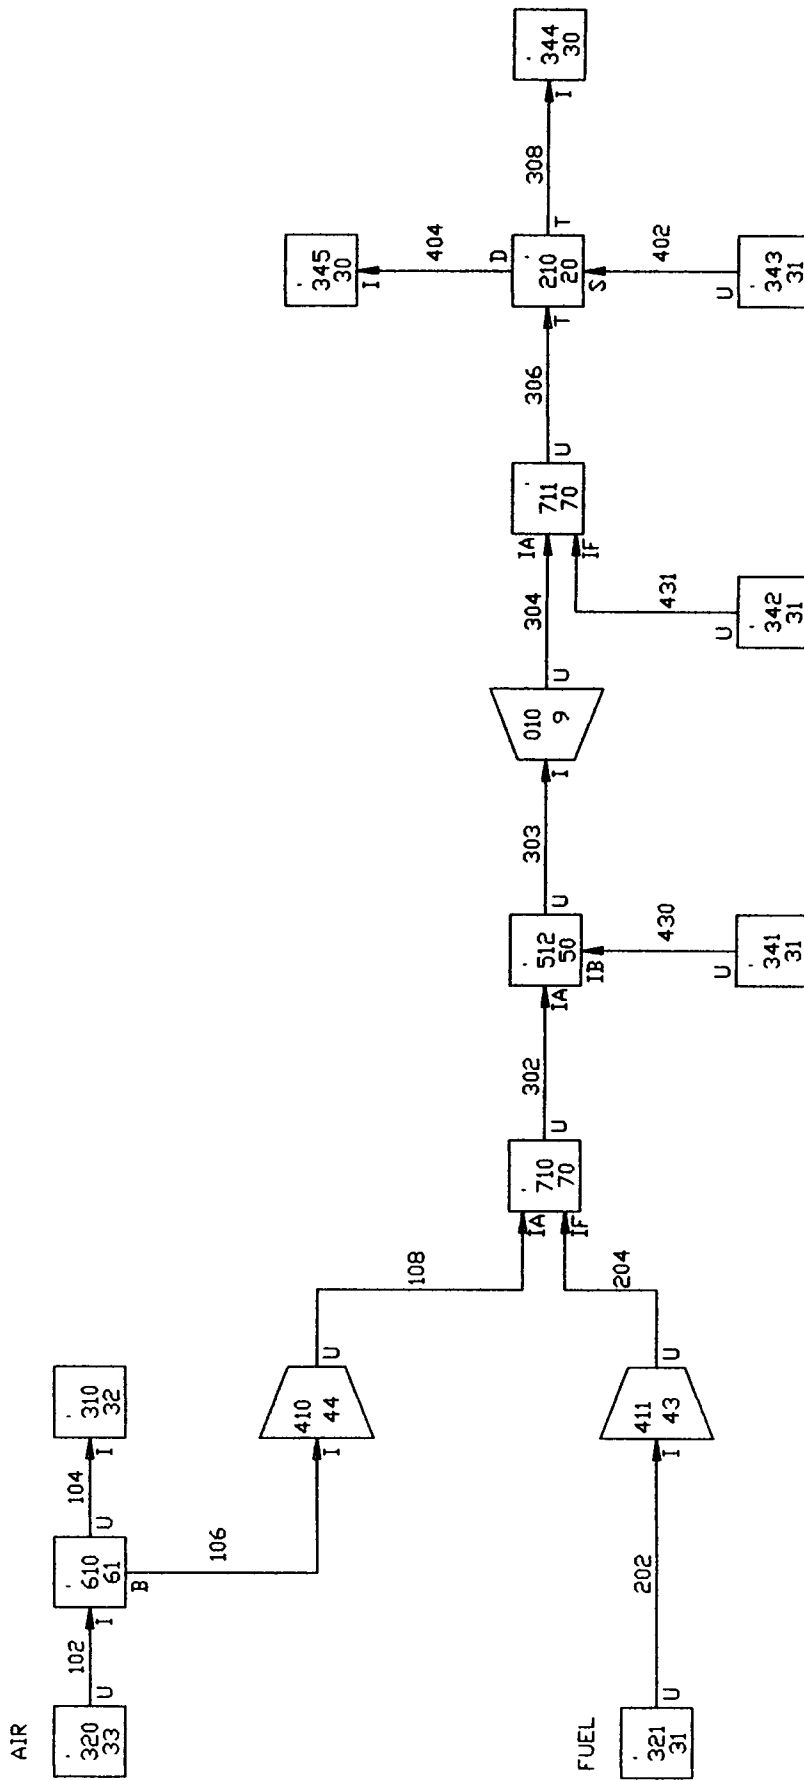 AIR
320
33
U
102
I
610
61
U
104
I
310
32
B
106
I
410
44
U
108
FUEL
321
31
U
202
I
411
43
U
204
IA
IF
710
70
U
302
IA
IB
512
50
U
303
I
010
9
U
304
IA
IF
711
70
U
306
T
S
210
20
D
T
308
I
344
30
404
I
345
30
430
U
341
31
431
U
342
31
402
U
343
31